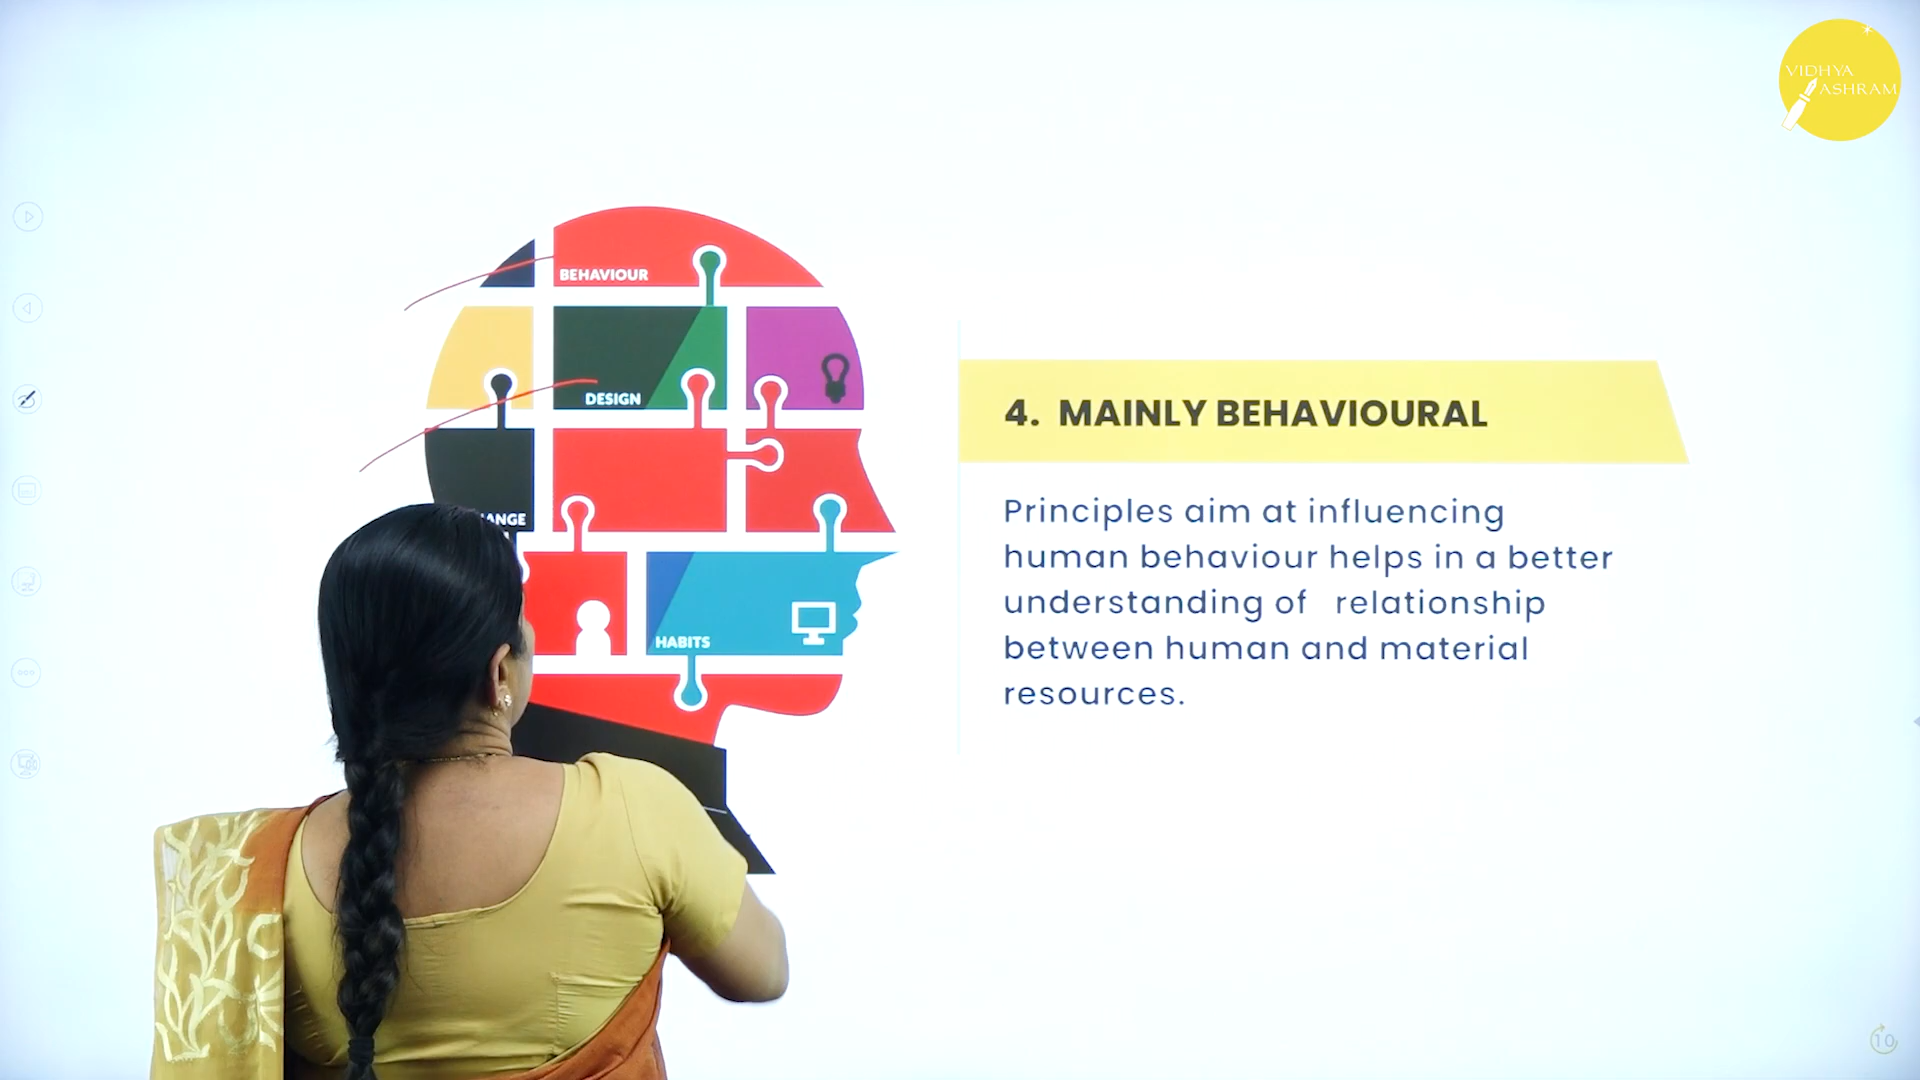 VIDHYA
ASHRAM
BEHAVIOUR
DESIGN
4. MAINLY BEHAVIOURAL
Principles aim at influencing
human behaviour helps in a better
understanding of relationship
between human and material
resources.
HABITS
10